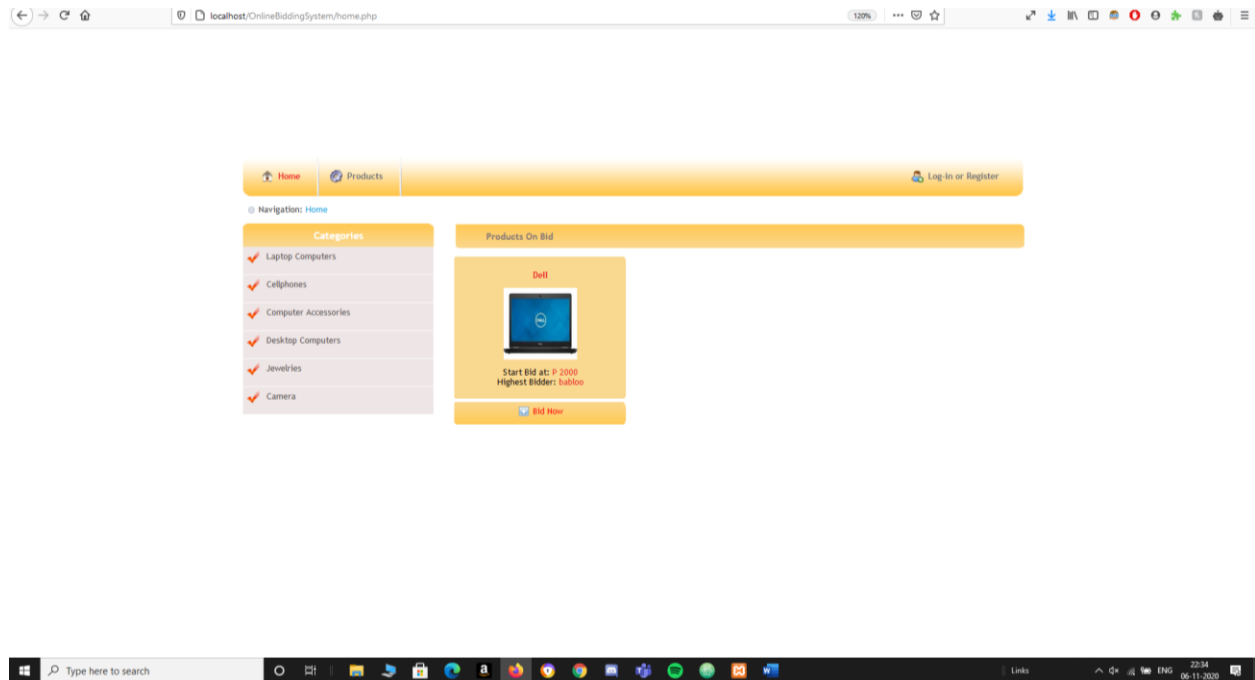 localhost/OnlineBiddingSystem/home.php
120%
Home
Products
Log-in or Register
Navigation: Home
Categories
Laptop Computers
Cellphones
Computer Accessories
Desktop Computers
Jewelries
Camera
Products On Bid
Dell
DELL
Start Bid at: P 2000
Highest Bidder: babloo
Bid Now
Type here to search
Links
ENG
22:34
06-11-2020